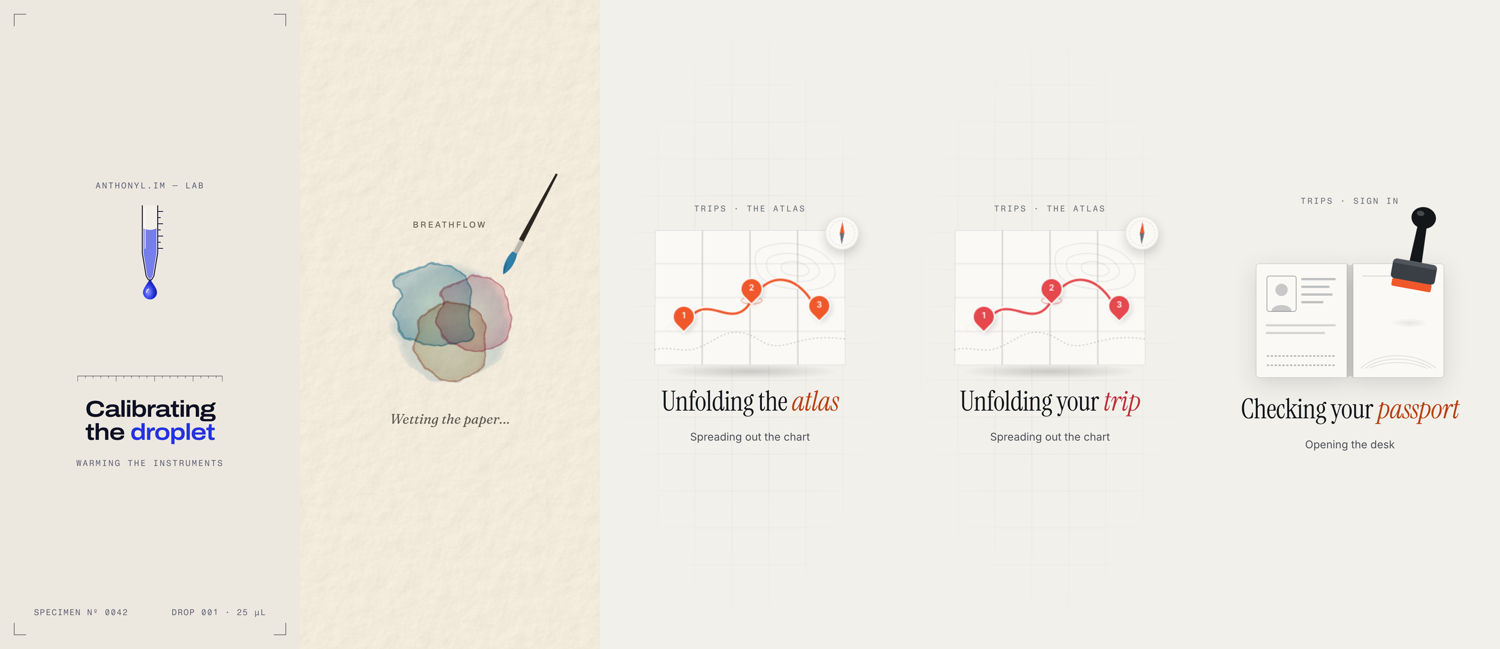 ANTHONYL.IM — LAB
Calibrating
the droplet
WARMING THE INSTRUMENTS
SPECIMEN Nº 0042
DROP 001 · 25 µL
BREATHFLOW
Wetting the paper...
TRIPS · THE ATLAS
1
2
3
Unfolding the atlas
Spreading out the chart
TRIPS · THE ATLAS
1
2
3
Unfolding your trip
Spreading out the chart
TRIPS · SIGN IN
Checking your passport
Opening the desk